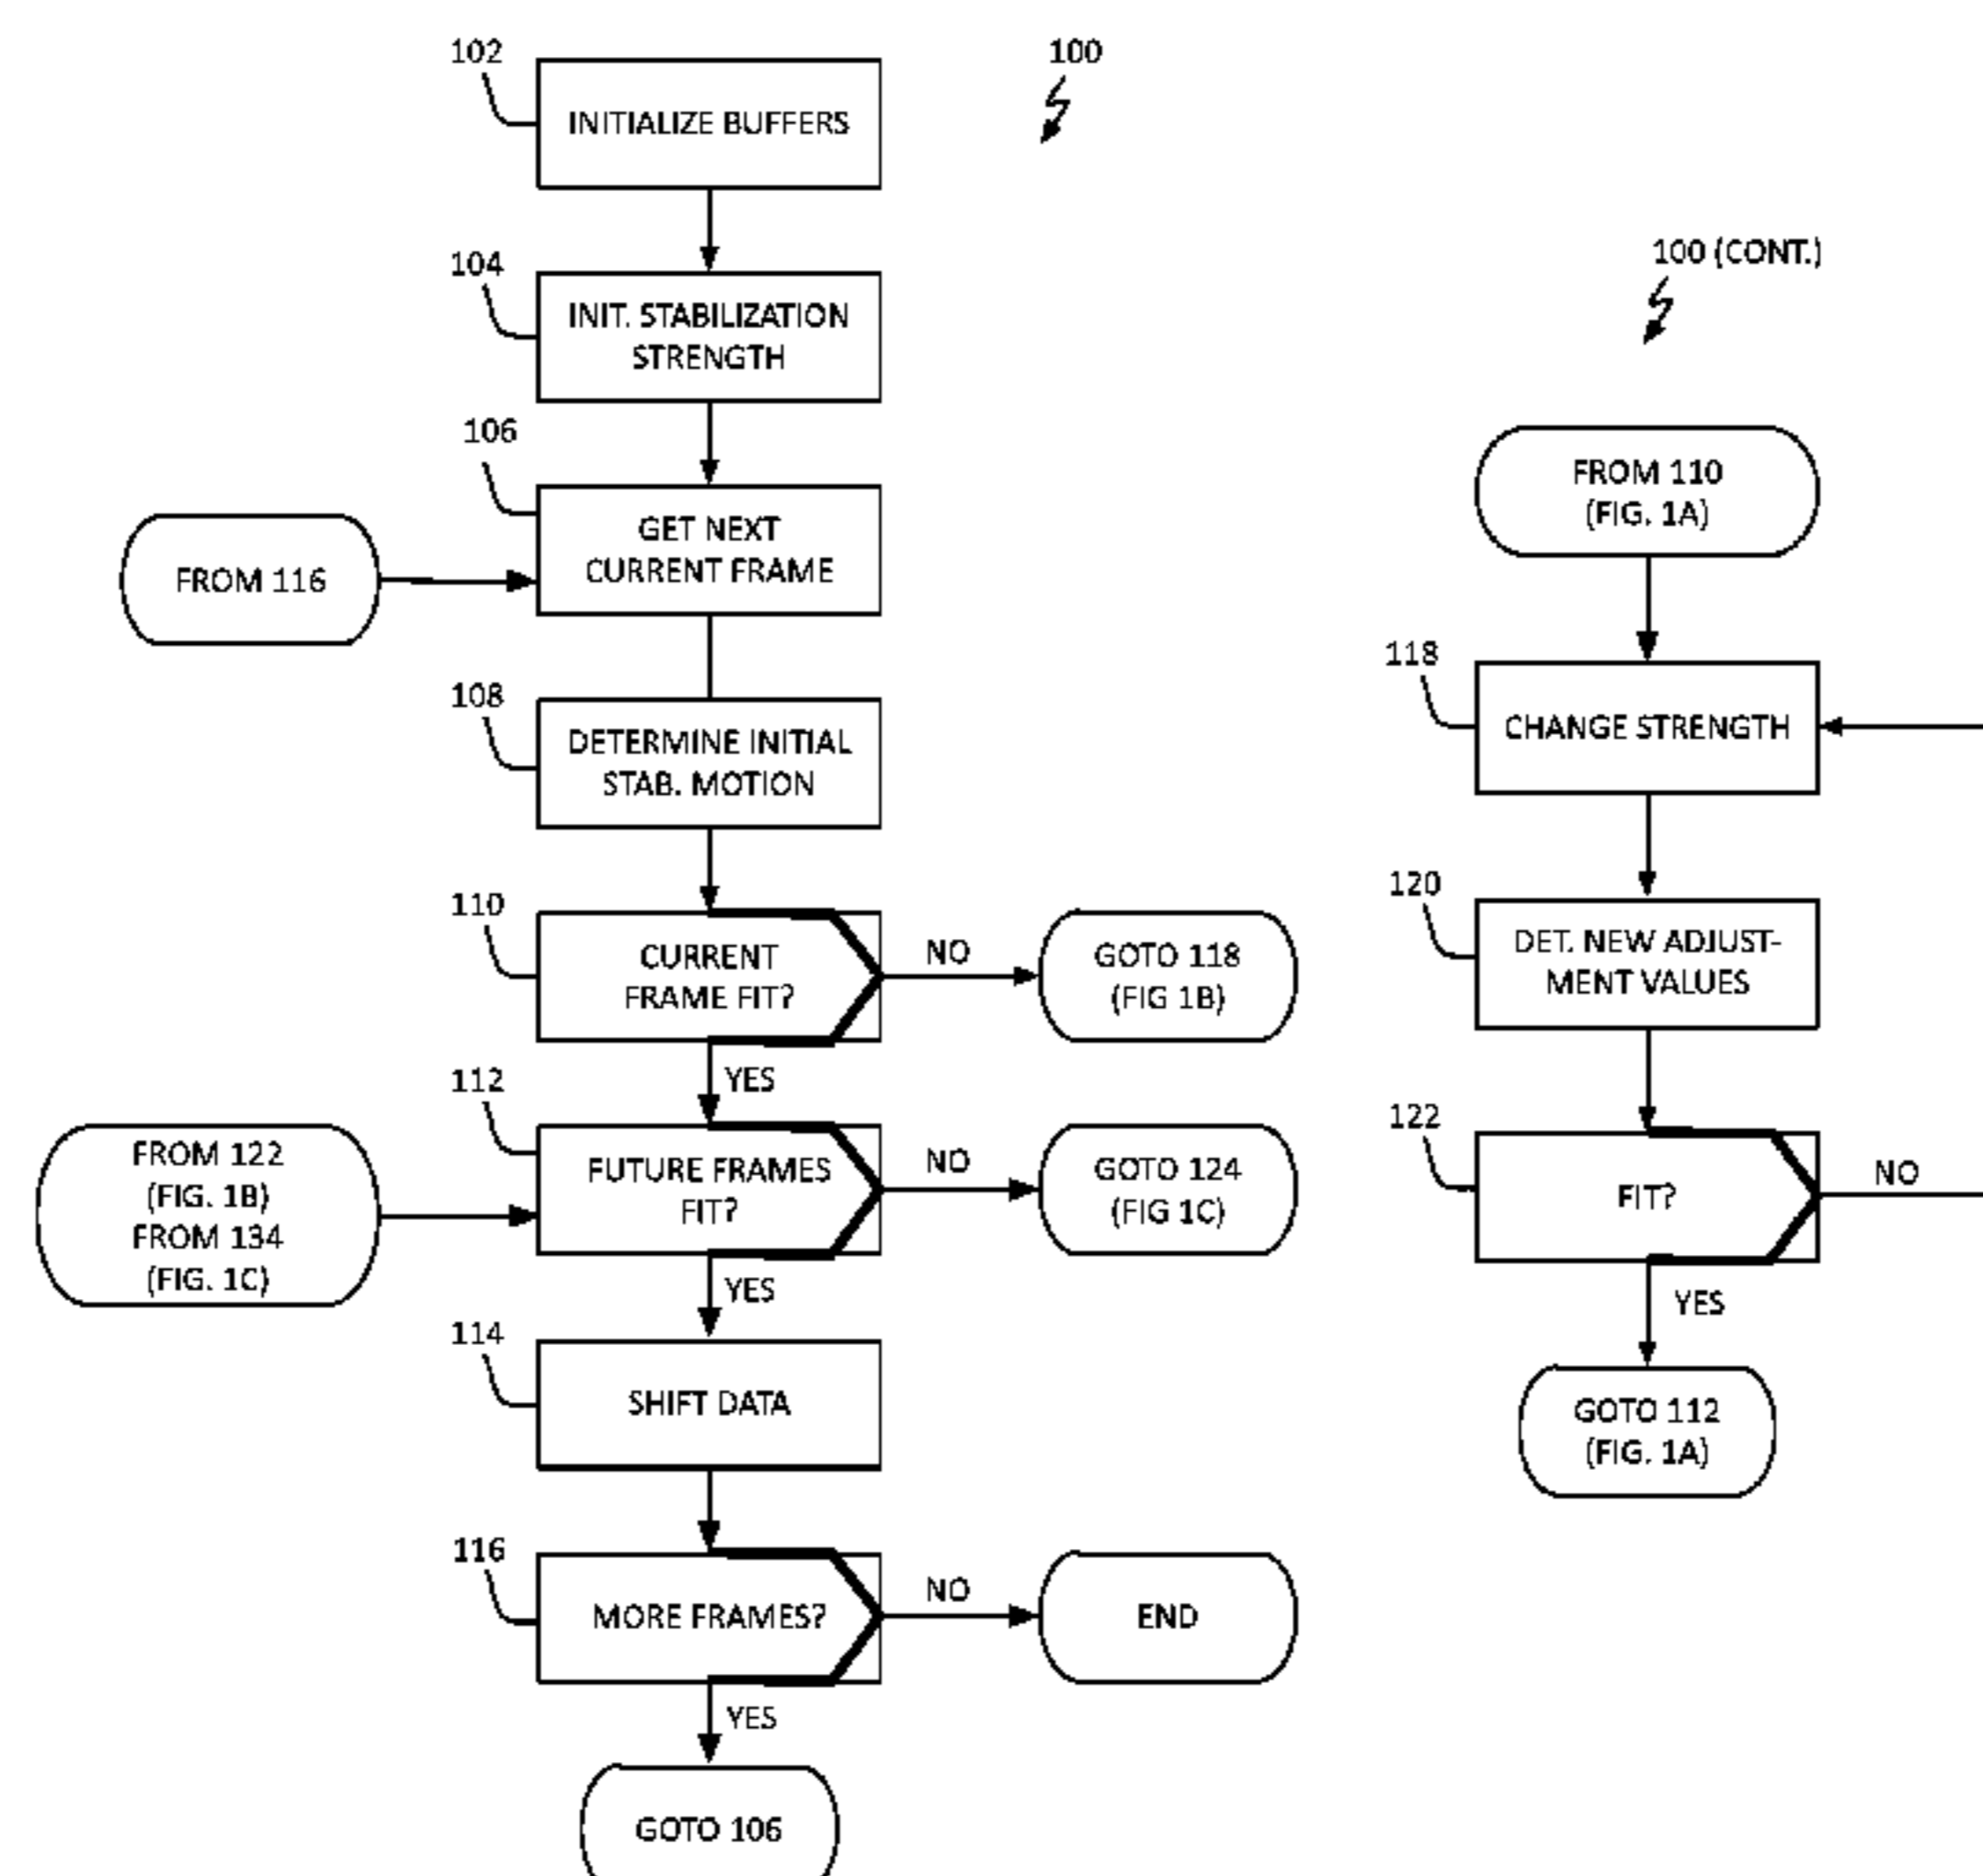 102
INITIALIZE BUFFERS
100
104
INIT. STABILIZATION
STRENGTH
106
GET NEXT
CURRENT FRAME
FROM 116
108
DETERMINE INITIAL
STAB. MOTION
110
CURRENT
FRAME FIT?
NO
GOTO 118
(FIG 1B)
YES
112
FUTURE FRAMES
FIT?
NO
GOTO 124
(FIG 1C)
FROM 122
(FIG. 1B)
FROM 134
(FIG. 1C)
YES
114
SHIFT DATA
116
MORE FRAMES?
NO
END
YES
GOTO 106
100 (CONT.)
FROM 110
(FIG. 1A)
118
CHANGE STRENGTH
120
DET. NEW ADJUST-
MENT VALUES
122
FIT?
NO
YES
GOTO 112
(FIG. 1A)